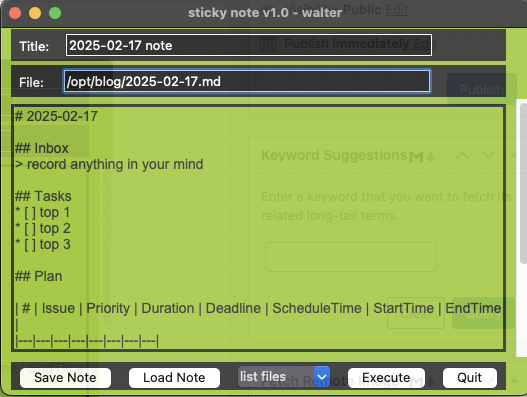 sticky note v1.0 - walter
Visibility Public Edit
Title: 2025-02-17 note
Publish immediately Edit
File: /opt/blog/2025-02-17.md
Publish
# 2025-02-17
## Inbox
> record anything in your mind
Keyword Suggestions
Enter a keyword that you want to fetch its
related long-tail terms.
## Tasks
* [ ] top 1
* [ ] top 2
* [ ] top 3
## Plan
| # | Issue | Priority | Duration | Deadline | ScheduleTime | StartTime | EndTime
|
|---|---|---|---|---|---|---|---|
Save Note Load Note list files Execute Quit